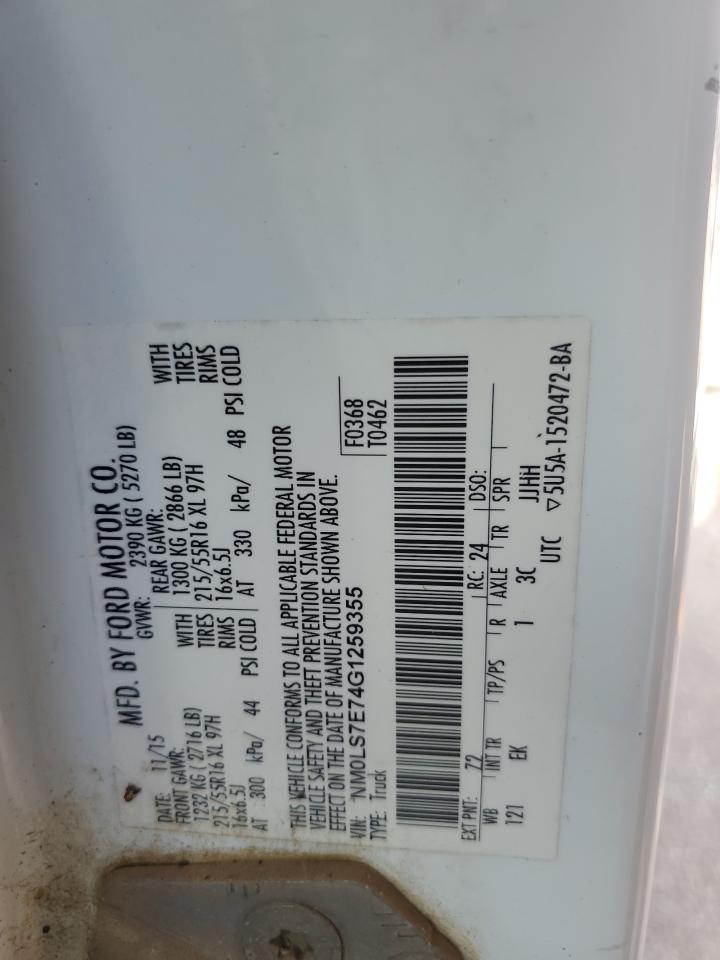 MFD. BY FORD MOTOR CO.
DATE: 11/15 GVWR: 2390 KG ( 5270 LB)
FRONT GAWR: REAR GAWR:
1232 KG ( 2716 LB) WITH 1300 KG ( 2866 LB) WITH
215/55R16 XL 97H TIRES 215/55R16 XL 97H TIRES
16x6.5J RIMS 16x6.5J RIMS
AT 300 kPa/ 44 PSI COLD AT 330 kPa/ 48 PSI COLD
THIS VEHICLE CONFORMS TO ALL APPLICABLE FEDERAL MOTOR
VEHICLE SAFETY AND THEFT PREVENTION STANDARDS IN
EFFECT ON THE DATE OF MANUFACTURE SHOWN ABOVE.
VIN: NM0LS7E74G1259355 F0368
TYPE: Truck T0462
EXT PNT: 72 RC: 24 DSO:
WB INT TR TP/PS R AXLE TR SPR
121 EK 1 3C JJHH
UTC ▽5U5A-1520472-BA